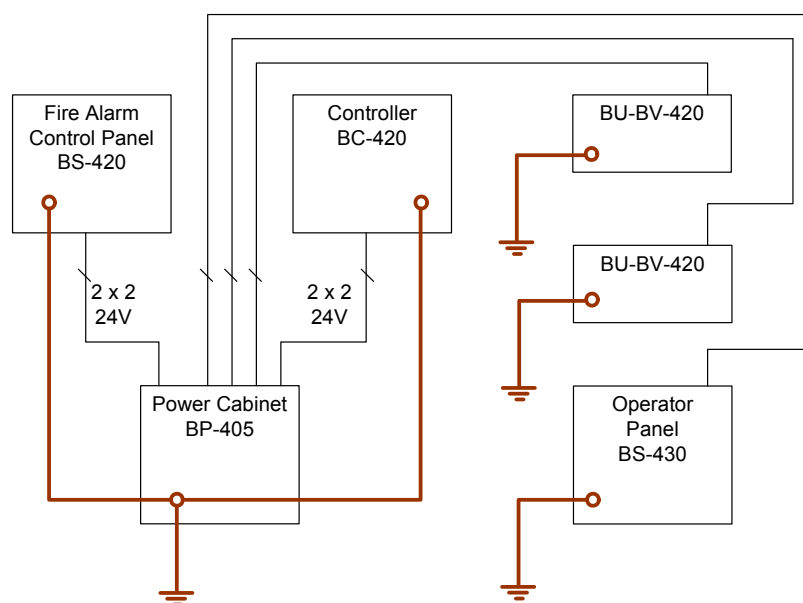 Fire Alarm
Control Panel
BS-420
Controller
BC-420
BU-BV-420
BU-BV-420
2 x 2
24V
2 x 2
24V
Power Cabinet
BP-405
Operator
Panel
BS-430